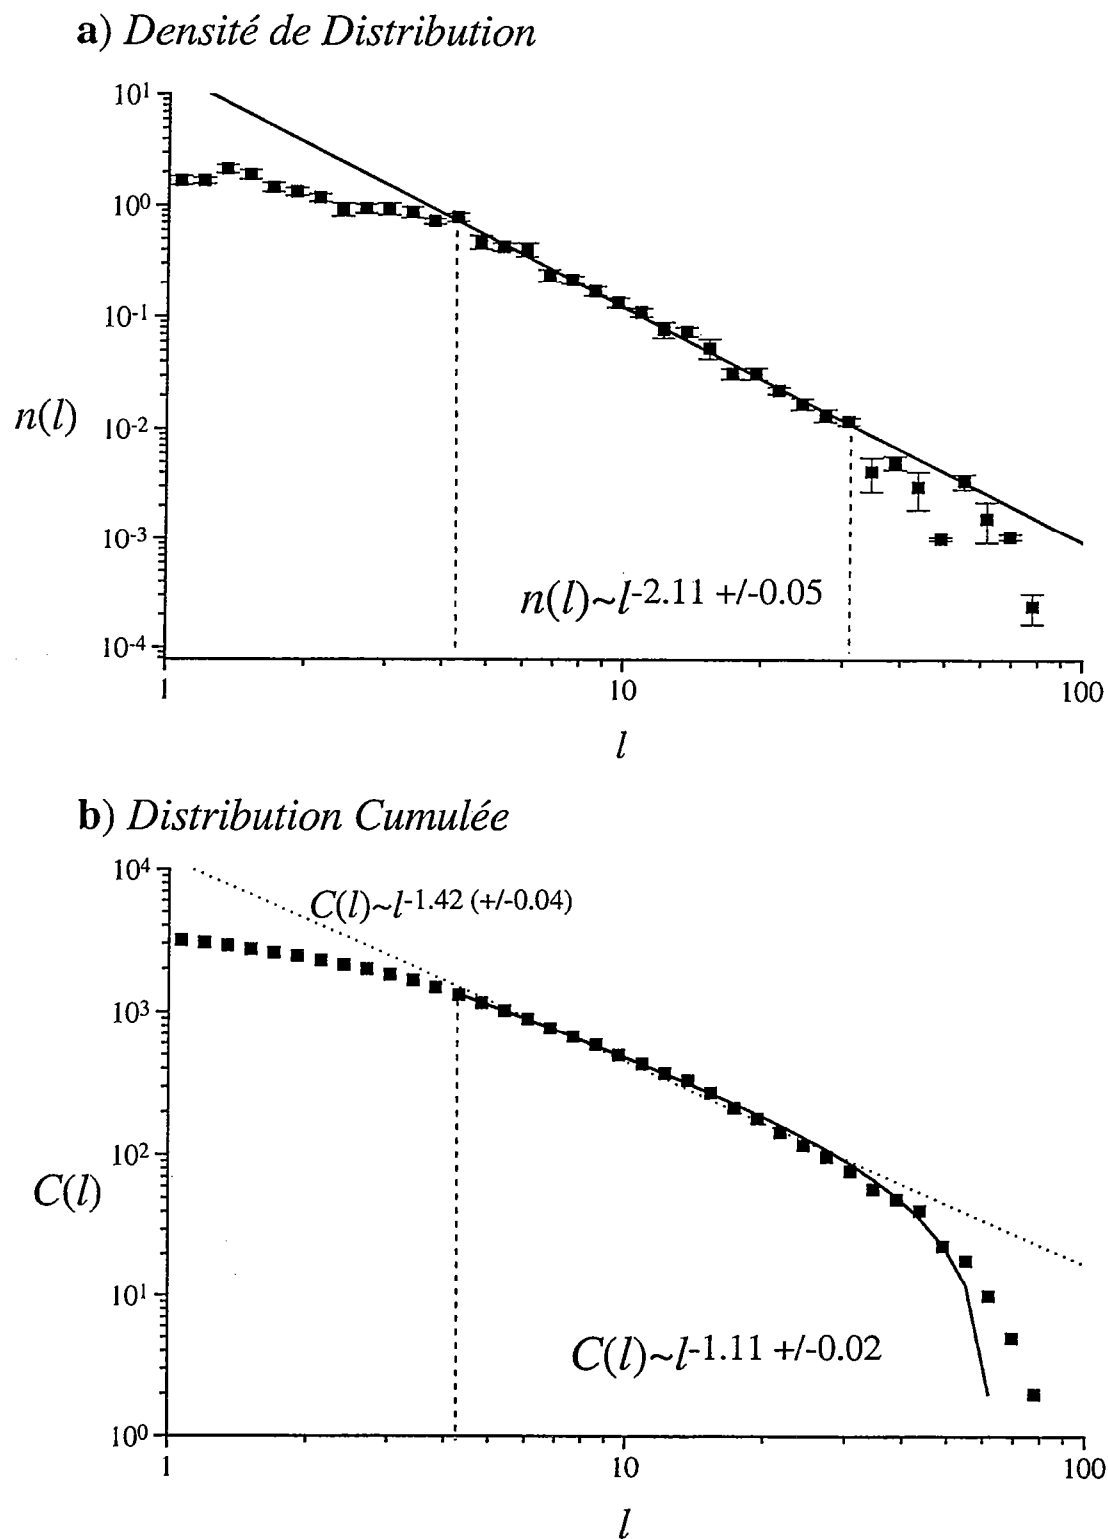 a) Densité de Distribution
10¹
10⁰
10⁻¹
n(l)
10⁻²
10⁻³
n(l)~l⁻²·¹¹ +/-0.05
10⁻⁴
1 10 100
l
b) Distribution Cumulée
10⁴
C(l)~l-1.42 (+/-0.04)
10³
10²
C(l)
10¹
C(l)~l-1.11 +/-0.02
10⁰
1 10 100
l